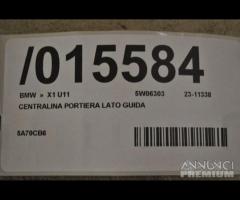 /015584
BMW » X1 U11 5W06303 23-11338
CENTRALINA PORTIERA LATO GUIDA
5A70CB6
ANNUNCI
PREMIUM